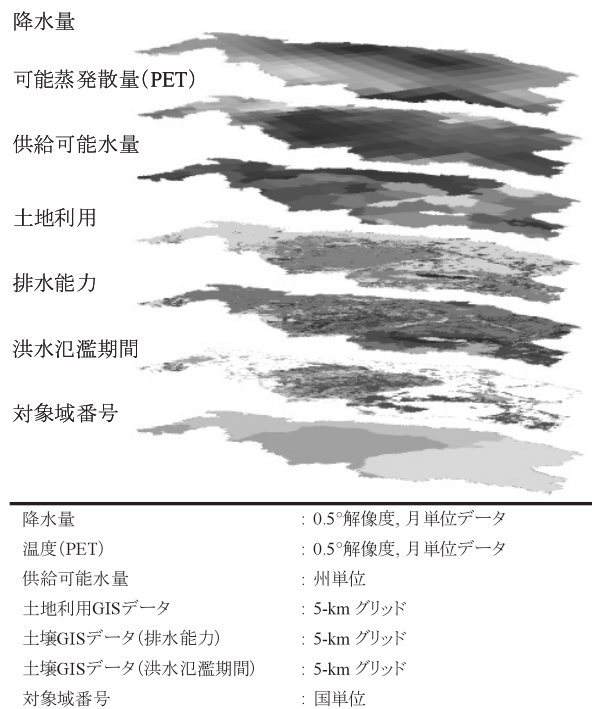 降水量
可能蒸発散量(PET)
供給可能水量
土地利用
排水能力
洪水氾濫期間
対象域番号
降水量 : 0.5°解像度, 月単位データ
温度(PET) : 0.5°解像度, 月単位データ
供給可能水量 : 州単位
土地利用GISデータ : 5-km グリッド
土壌GISデータ(排水能力) : 5-km グリッド
土壌GISデータ(洪水氾濫期間) : 5-km グリッド
対象域番号 : 国単位